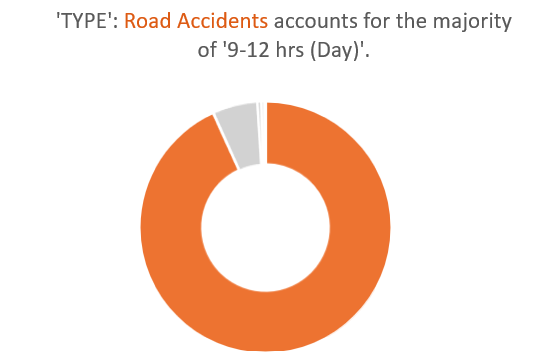 'TYPE': Road Accidents accounts for the majority
of '9-12 hrs (Day)'.